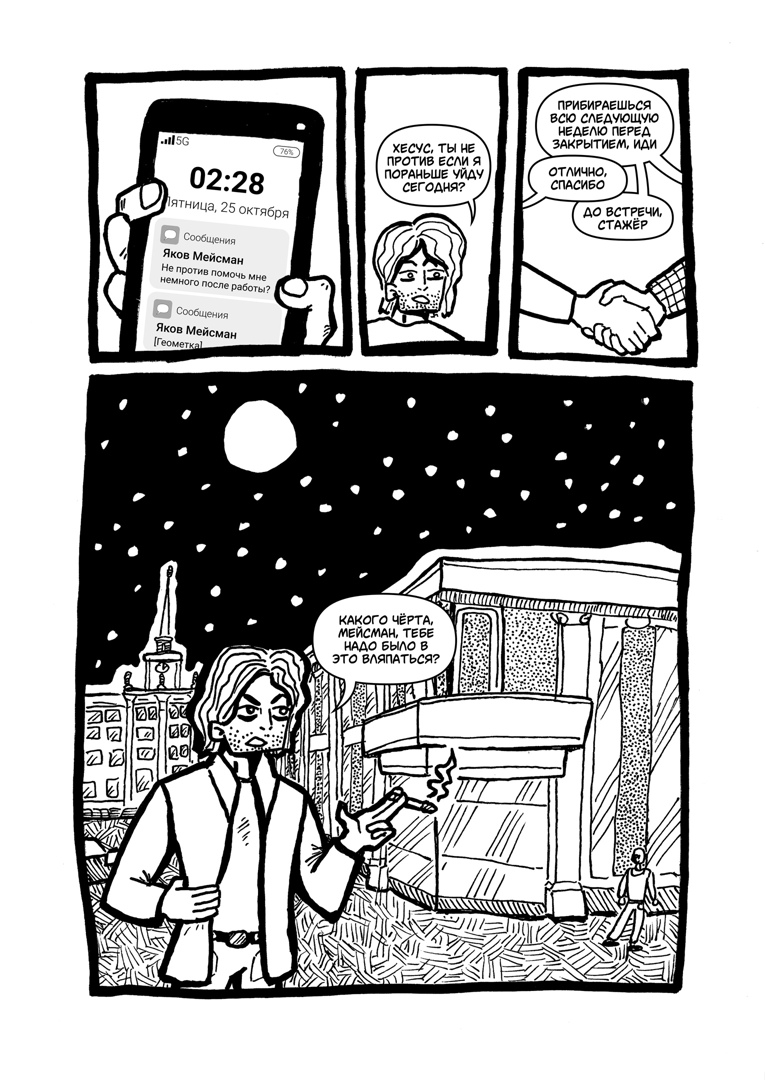 5G
76%
02:28
Пятница, 25 октября
Сообщения
Яков Мейсман
Не против помочь мне
немного после работы?
Сообщения
Яков Мейсман
[Геометка]
ХЕСУС, ТЫ НЕ
ПРОТИВ ЕСЛИ Я
ПОРАНЬШЕ УЙДУ
СЕГОДНЯ?
ПРИБИРАЕШЬСЯ
ВСЮ СЛЕДУЮЩУЮ
НЕДЕЛЮ ПЕРЕД
ЗАКРЫТИЕМ, ИДИ
ОТЛИЧНО,
СПАСИБО
ДО ВСТРЕЧИ,
СТАЖЁР
КАКОГО ЧЁРТА,
МЕЙСМАН, ТЕБЕ
НАДО БЫЛО В
ЭТО ВЛЯПАТЬСЯ?